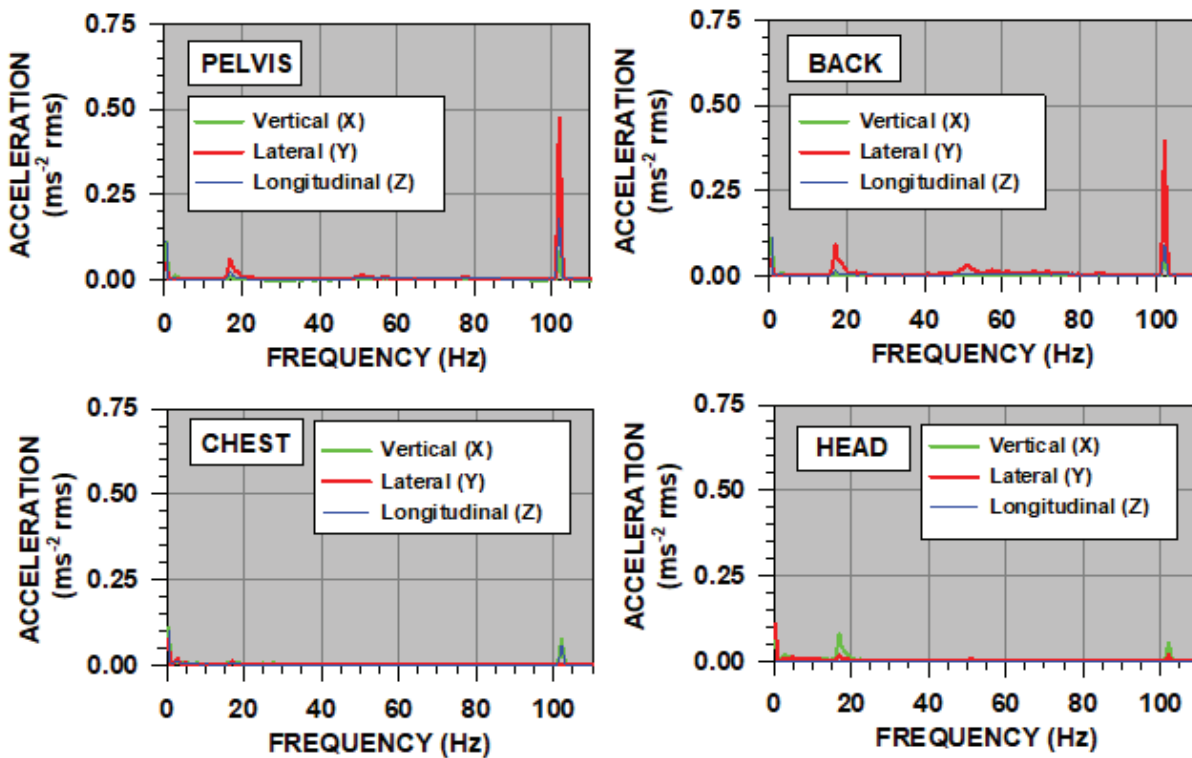 0.75
0.50
0.25
0.00
ACCELERATION
(ms⁻² rms)
PELVIS
Vertical (X)
Lateral (Y)
Longitudinal (Z)
0 20 40 60 80 100
FREQUENCY (Hz)
0.75
0.50
0.25
0.00
ACCELERATION
(ms⁻² rms)
BACK
Vertical (X)
Lateral (Y)
Longitudinal (Z)
0 20 40 60 80 100
FREQUENCY (Hz)
0.75
0.50
0.25
0.00
ACCELERATION
(ms⁻² rms)
CHEST
Vertical (X)
Lateral (Y)
Longitudinal (Z)
0 20 40 60 80 100
FREQUENCY (Hz)
0.75
0.50
0.25
0.00
ACCELERATION
(ms⁻² rms)
HEAD
Vertical (X)
Lateral (Y)
Longitudinal (Z)
0 20 40 60 80 100
FREQUENCY (Hz)